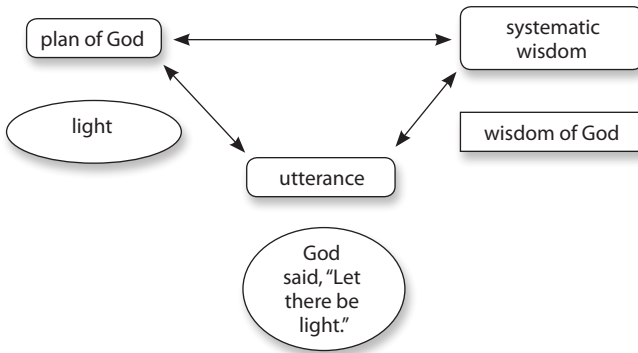 plan of God
systematic
wisdom
light
wisdom of God
utterance
God
said, “Let
there be
light.”